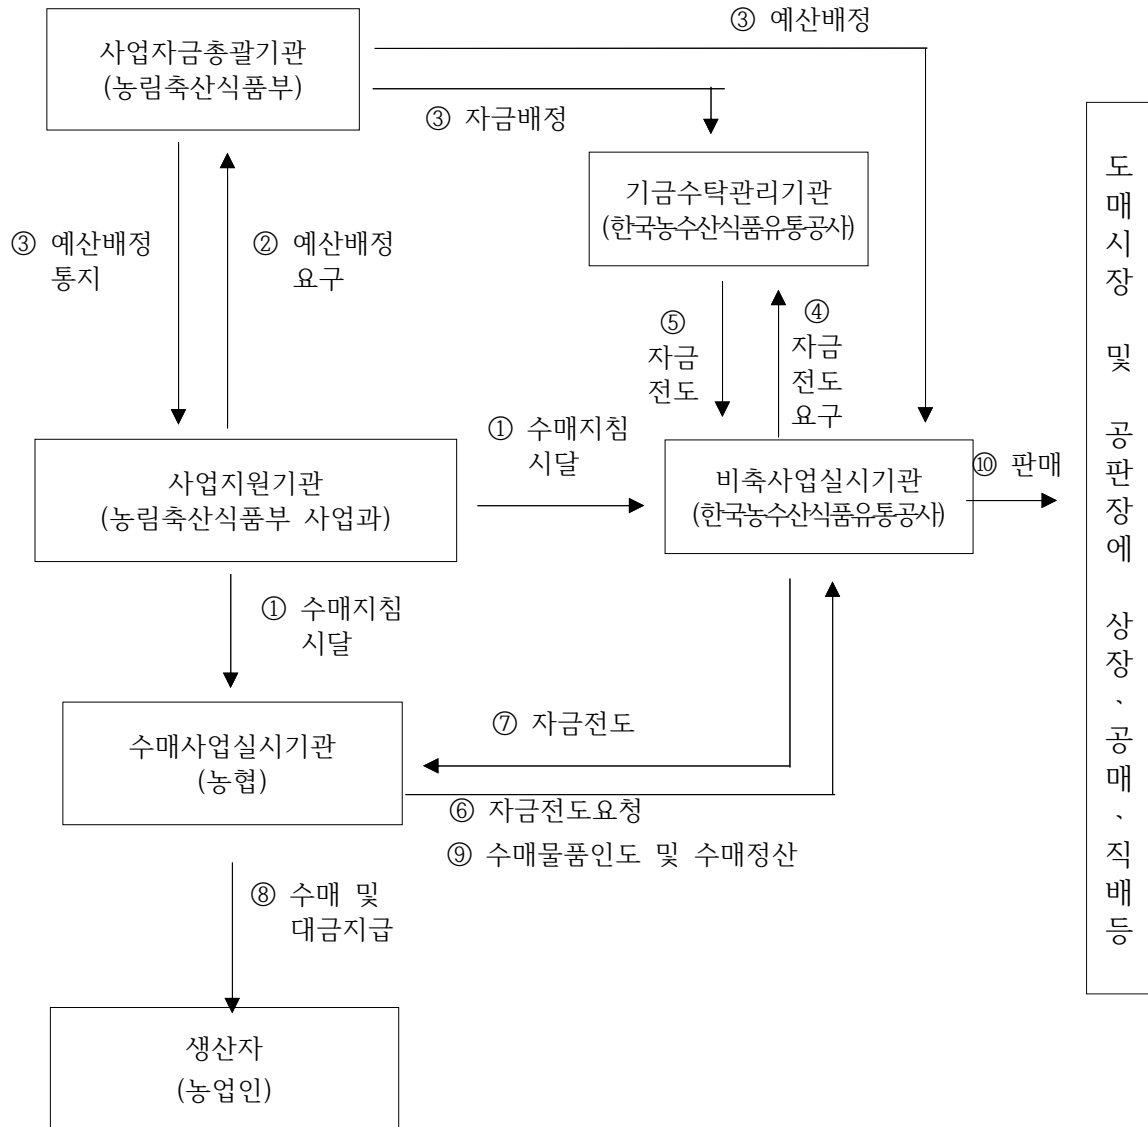 ③ 예산배정
사업자금총괄기관
(농림축산식품부)
③ 자금배정
기금수탁관리기관
(한국농수산식품유통공사)
③ 예산배정
통지
② 예산배정
요구
⑤
자금
전도
④
자금
전도
요구
① 수매지침
시달
사업지원기관
(농림축산식품부 사업과)
비축사업실시기관
(한국농수산식품유통공사)
⑩ 판매
도매시장 및 공판장에 상장、공매、직배등
① 수매지침
시달
수매사업실시기관
(농협)
⑦ 자금전도
⑥ 자금전도요청
⑨ 수매물품인도 및 수매정산
⑧ 수매 및
대금지급
생산자
(농업인)